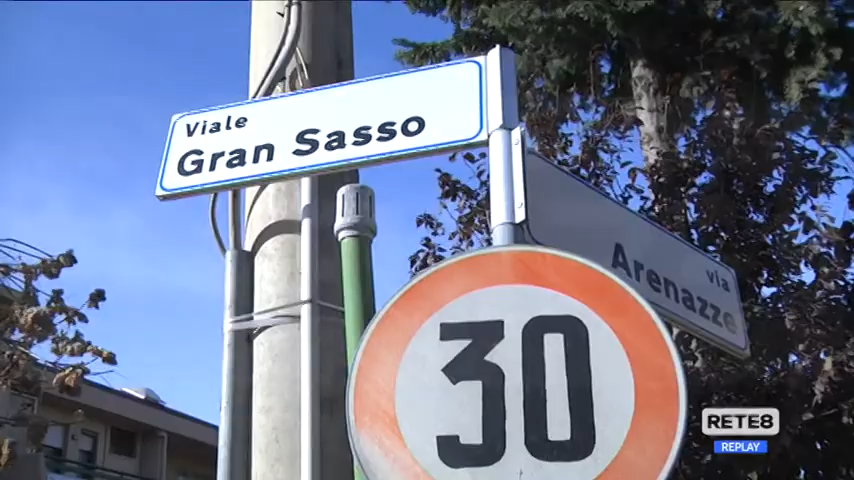 Viale
Gran Sasso
via
Arenazze
30
RETE8
REPLAY